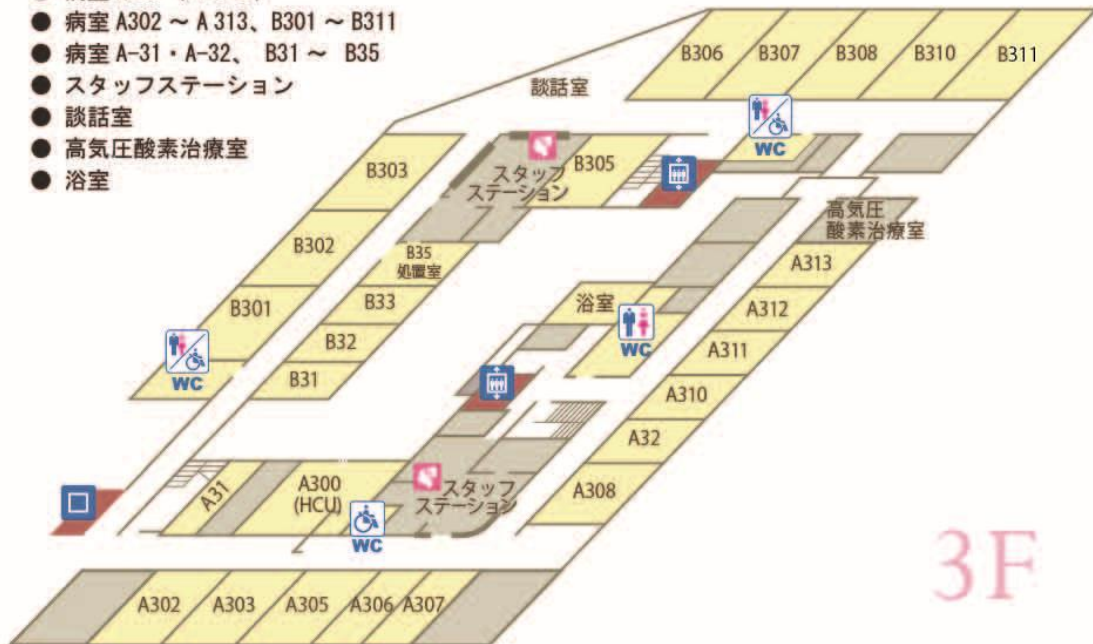 ● 病室 A302 ～ A 313、B301 ～ B311
● 病室 A-31・A-32、 B31 ～ B35
● スタッフステーション
● 談話室
● 高気圧酸素治療室
● 浴室
談話室
B306
B307
B308
B310
B311
WC
B303
スタッフ
ステーション
B305
高気圧
酸素治療室
B302
B35
処置室
A313
B301
B33
浴室
A312
WC
B32
WC
A311
B31
A310
A32
A31
A300
(HCU)
スタッフ
ステーション
A308
WC
3F
A302
A303
A305
A306
A307